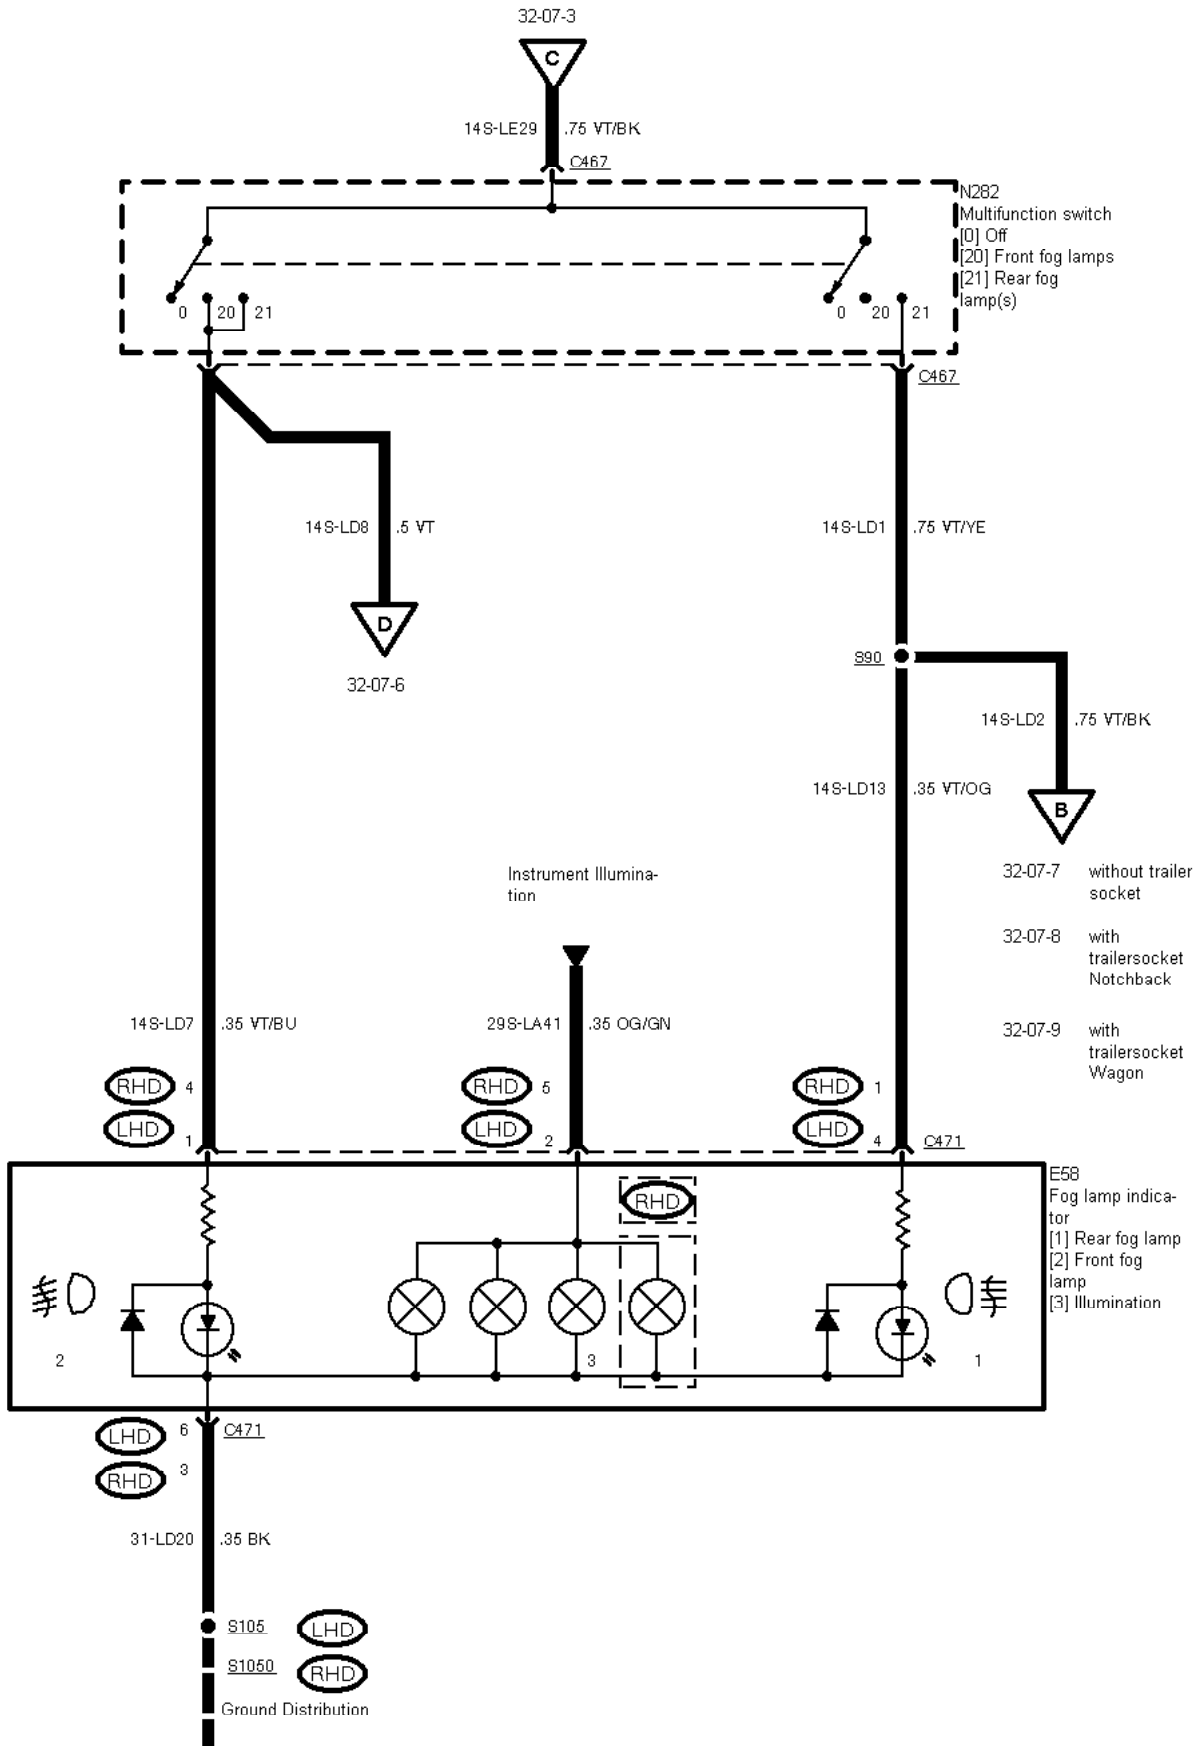 32-07-3
C
14S-LE29 .75 VT/BK
C467
N282
Multifunction switch
[0] Off
[20] Front fog lamps
[21] Rear fog
lamp(s)
0 20 21
0 20 21
C467
14S-LD8 .5 VT
14S-LD1 .75 VT/YE
D
32-07-6
S90
14S-LD2 .75 VT/BK
14S-LD13 .35 VT/OG
B
32-07-7 without trailer
socket
Instrument Illumina-
tion
32-07-8 with
trailersocket
Notchback
14S-LD7 .35 VT/BU
29S-LA41 .35 OG/GN
32-07-9 with
trailersocket
Wagon
RHD 4
RHD 5
RHD 1
LHD 1
LHD 2
LHD 4
C471
E58
Fog lamp indica-
tor
[1] Rear fog lamp
[2] Front fog
lamp
[3] Illumination
RHD
2
3
1
LHD 6 C471
RHD 3
31-LD20 .35 BK
S105 LHD
S1050 RHD
Ground Distribution